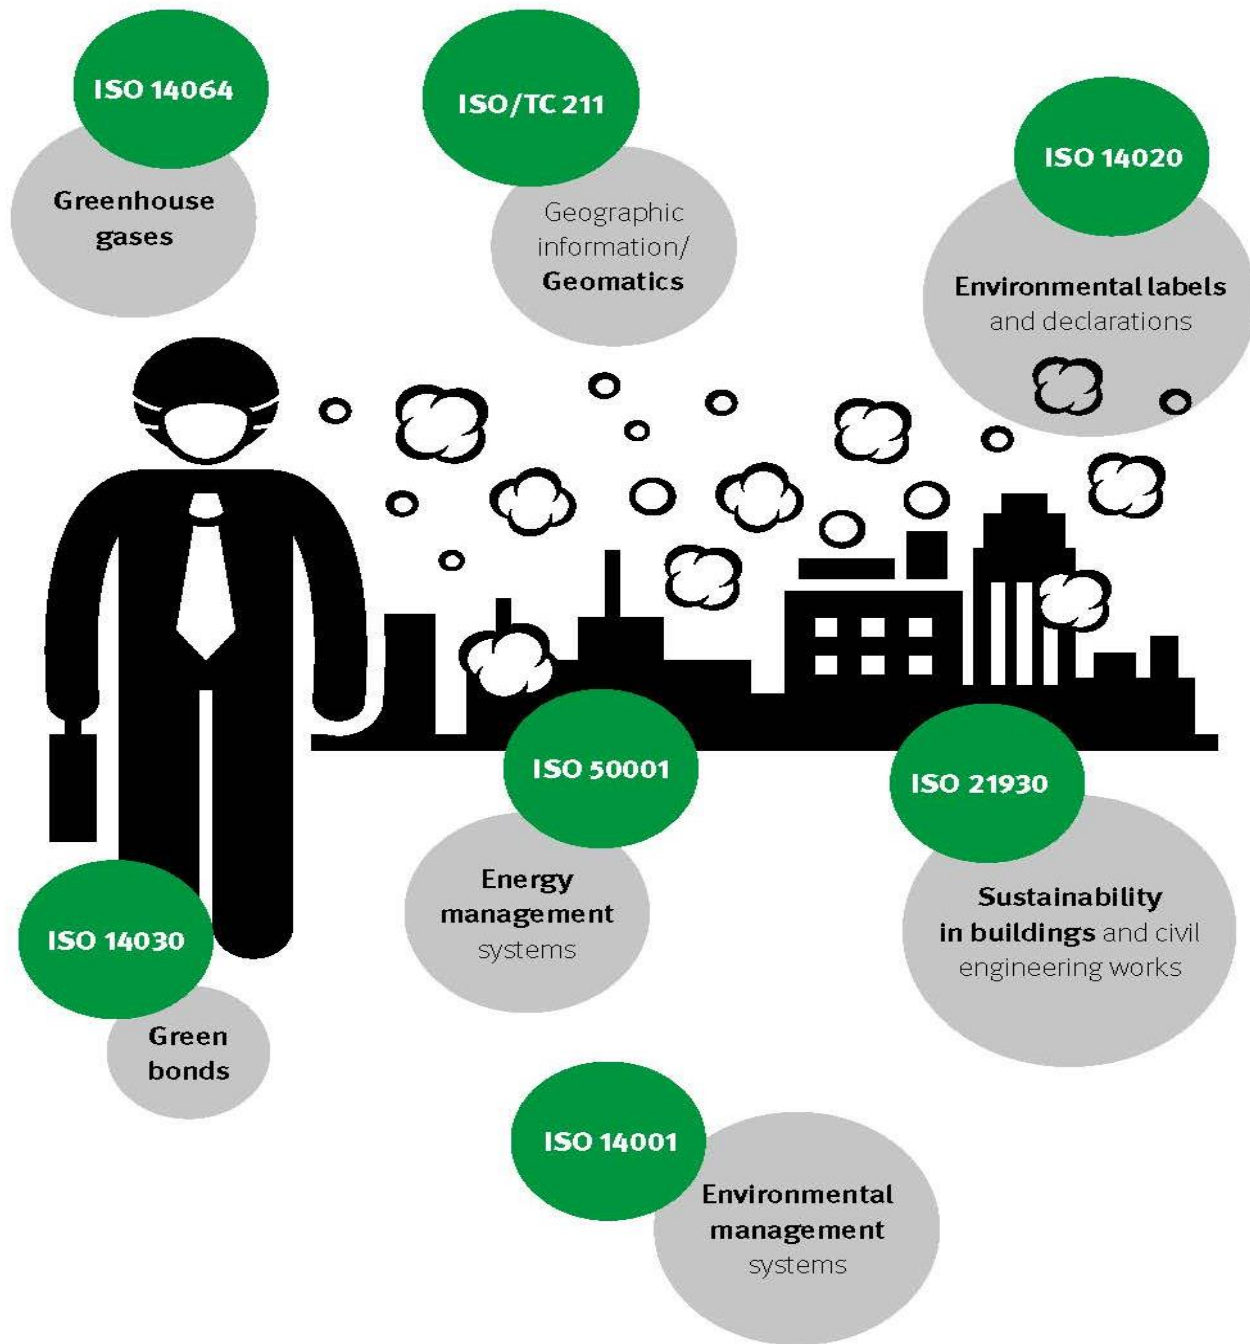 ISO 14064
Greenhouse
gases
ISO/TC 211
Geographic
information/
Geomatics
ISO 14020
Environmental labels
and declarations
ISO 50001
Energy
management
systems
ISO 21930
Sustainability
in buildings and civil
engineering works
ISO 14030
Green
bonds
ISO 14001
Environmental
management
systems